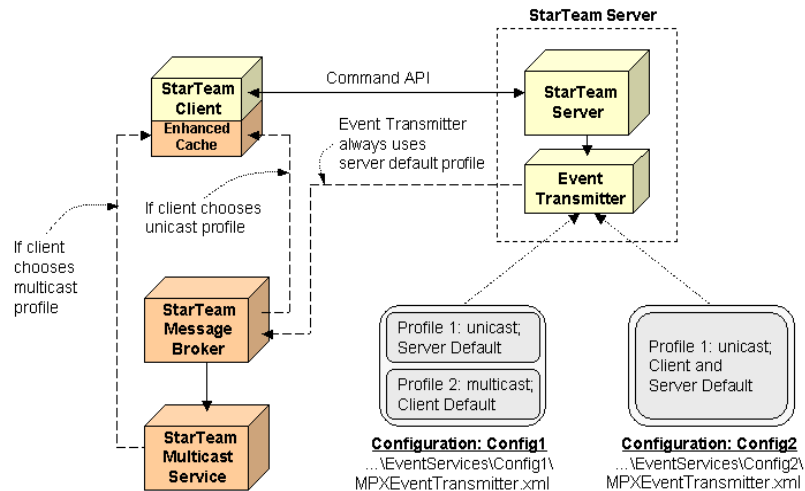 StarTeam Server
StarTeam
Client
Enhanced
Cache
Command API
StarTeam
Server
Event Transmitter
always uses
server default profile
Event
Transmitter
If client chooses
unicast profile
If client
chooses
multicast
profile
StarTeam
Message
Broker
StarTeam
Multicast
Service
Profile 1: unicast;
Server Default
Profile 2: multicast;
Client Default
Configuration: Config1
...\EventServices\Config1\
MPXEventTransmitter.xml
Profile 1: unicast;
Client and
Server Default
Configuration: Config2
...\EventServices\Config2\
MPXEventTransmitter.xml